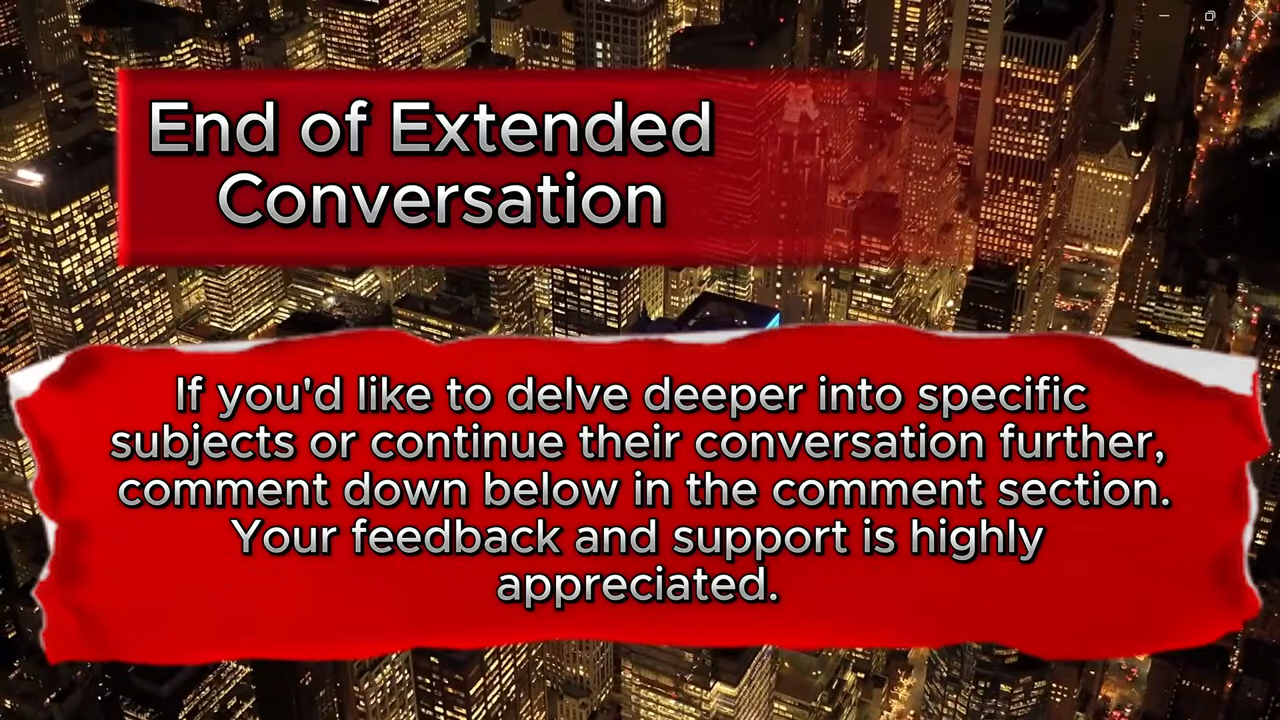 End of Extended
Conversation
If you'd like to delve deeper into specific
subjects or continue their conversation further,
comment down below in the comment section.
Your feedback and support is highly
appreciated.